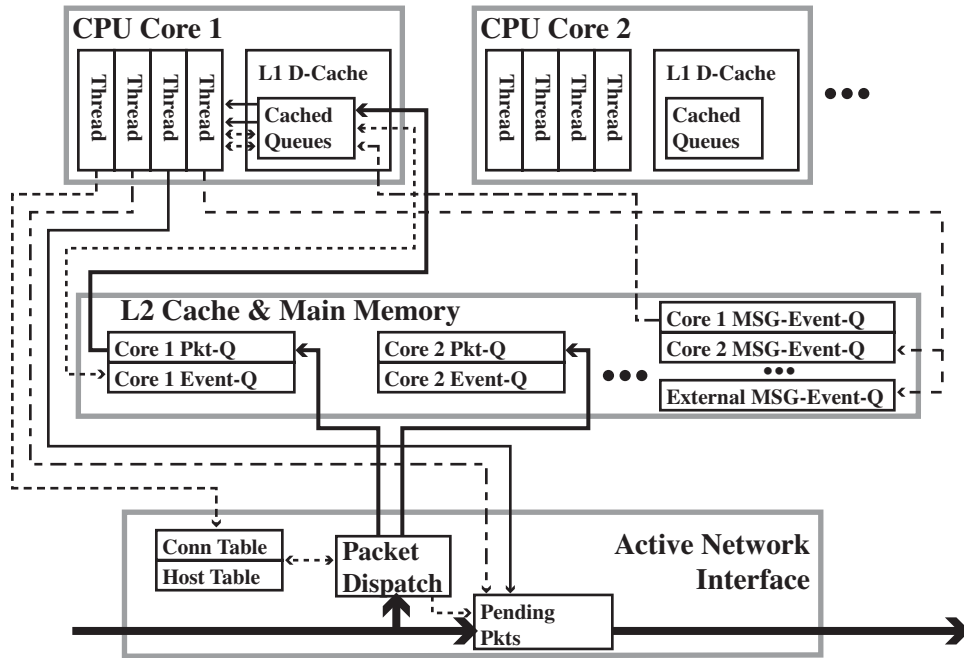 CPU Core 1
Thread
Thread
Thread
Thread
L1 D-Cache
Cached
Queues
CPU Core 2
Thread
Thread
Thread
Thread
L1 D-Cache
Cached
Queues
L2 Cache & Main Memory
Core 1 Pkt-Q
Core 1 Event-Q
Core 2 Pkt-Q
Core 2 Event-Q
Core 1 MSG-Event-Q
Core 2 MSG-Event-Q
External MSG-Event-Q
Conn Table
Host Table
Packet
Dispatch
Active Network
Interface
Pending
Pkts